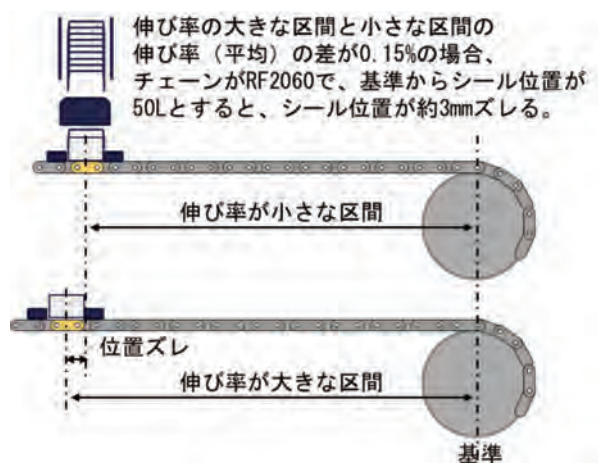 伸び率の大きな区間と小さな区間の
伸び率（平均）の差が0.15%の場合、
チェーンがRF2060で、基準からシール位置が
50Lとすると、シール位置が約3mmズレる。
伸び率が小さな区間
位置ズレ
伸び率が大きな区間
基準